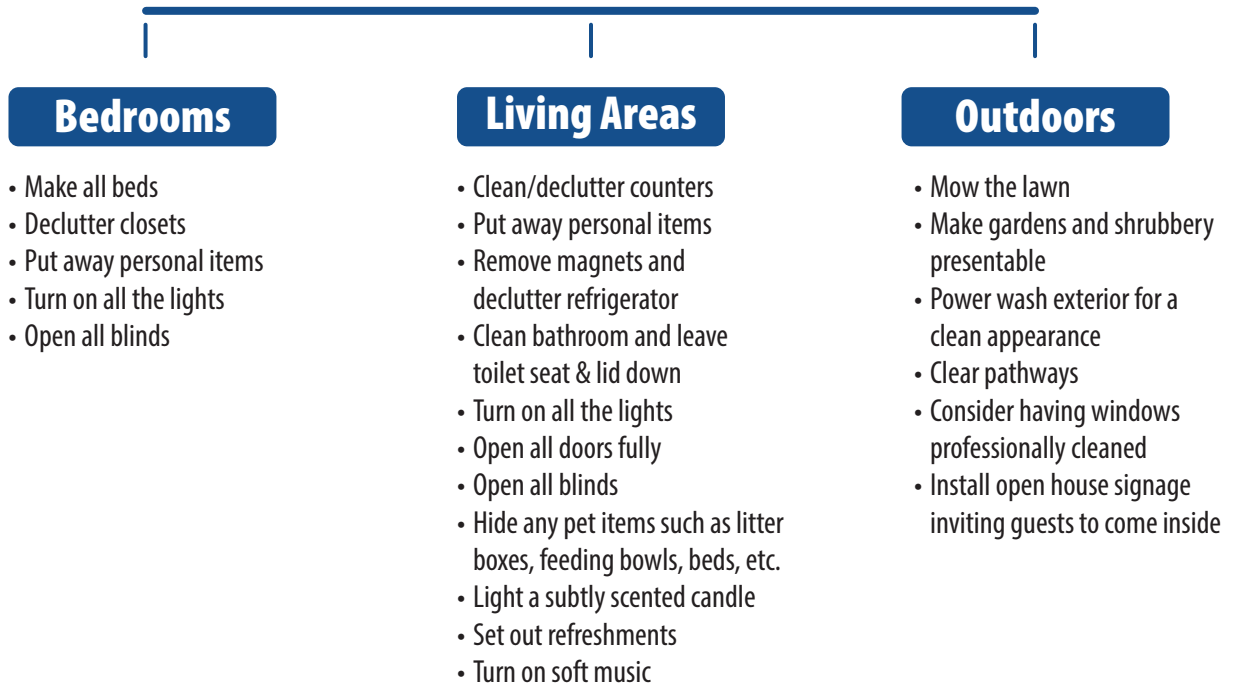 Bedrooms
• Make all beds
• Declutter closets
• Put away personal items
• Turn on all the lights
• Open all blinds
Living Areas
• Clean/declutter counters
• Put away personal items
• Remove magnets and
declutter refrigerator
• Clean bathroom and leave
toilet seat & lid down
• Turn on all the lights
• Open all doors fully
• Open all blinds
• Hide any pet items such as litter
boxes, feeding bowls, beds, etc.
• Light a subtly scented candle
• Set out refreshments
• Turn on soft music
Outdoors
• Mow the lawn
• Make gardens and shrubbery
presentable
• Power wash exterior for a
clean appearance
• Clear pathways
• Consider having windows
professionally cleaned
• Install open house signage
inviting guests to come inside